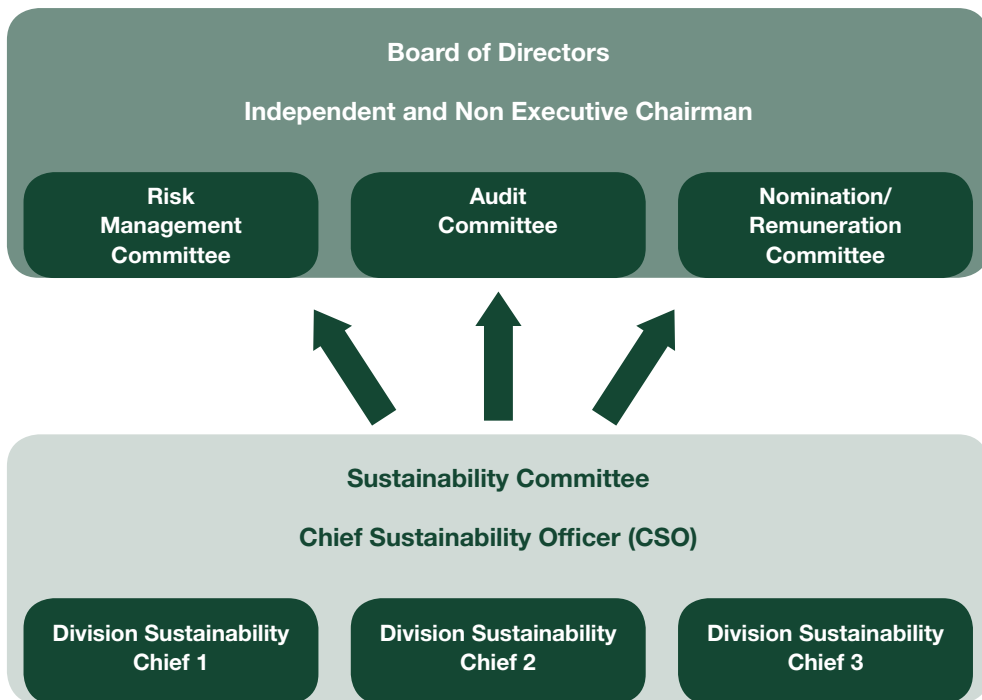 Board of Directors
Independent and Non Executive Chairman
Risk
Management
Committee
Audit
Committee
Nomination/
Remuneration
Committee
Sustainability Committee
Chief Sustainability Officer (CSO)
Division Sustainability
Chief 1
Division Sustainability
Chief 2
Division Sustainability
Chief 3